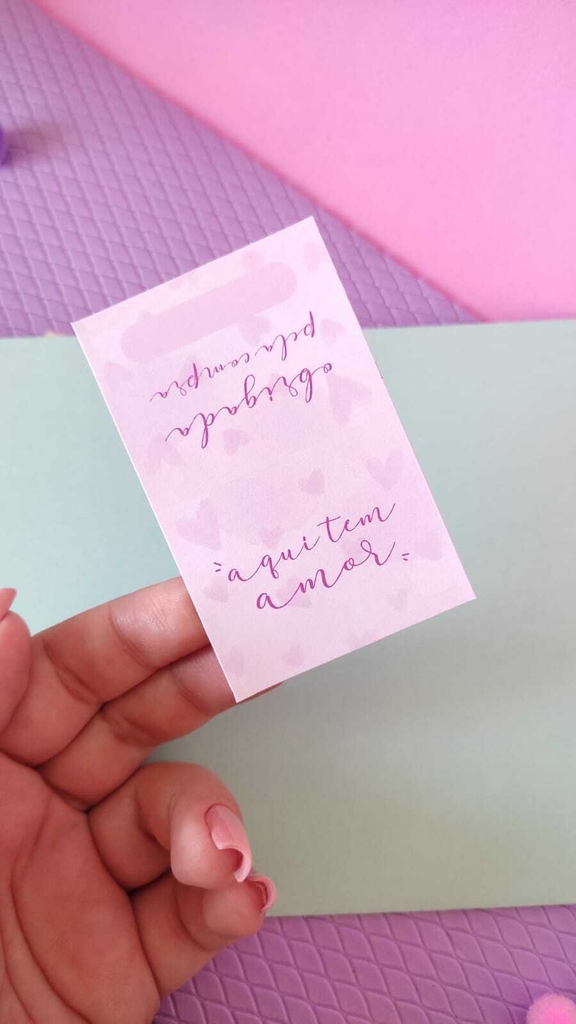 obrigada
pela compra
"aqui tem
amor"